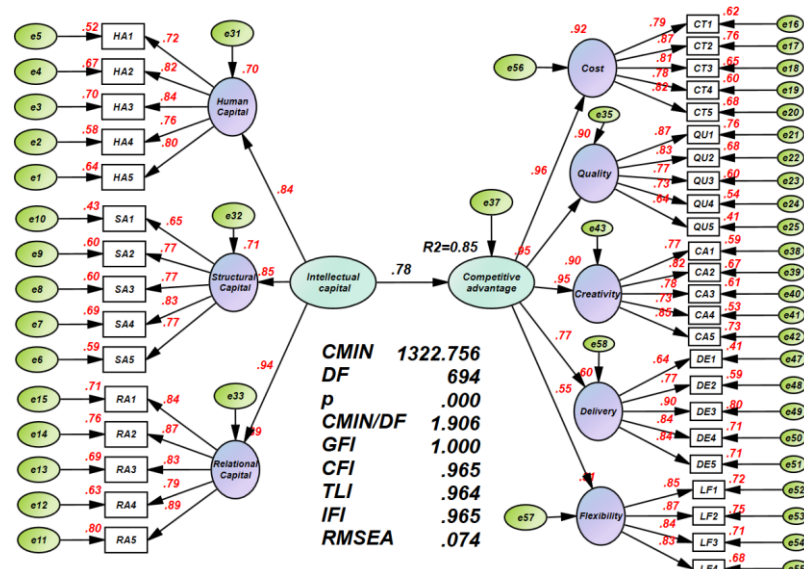 e5 .52 HA1 .72
e4 .67 HA2 .82
e3 .70 HA3 .84
e2 .58 HA4 .76
e1 .64 HA5 .80
e31
.70
Human
Capital
.84
e10 .43 SA1 .65
e9 .60 SA2 .77
e8 .60 SA3 .77
e7 .69 SA4 .83
e6 .59 SA5 .77
e32
.71
Structural
Capital
.85
e15 .71 RA1 .84
e14 .76 RA2 .87
e13 .69 RA3 .83
e12 .63 RA4 .79
e11 .80 RA5 .89
e33
Relational
Capital
.94
Intellectual
capital
.78
e37
R2=0.85
Competitive
advantage
CMIN 1322.756
DF 694
p .000
CMIN/DF 1.906
GFI 1.000
CFI .965
TLI .964
IFI .965
RMSEA .074
e56
.92
Cost
.96
.79 CT1 .62 e16
.87 CT2 .76 e17
.81 CT3 .65 e18
.78 CT4 .60 e19
.82 CT5 .68 e20
e35
.90
Quality
.95
.87 QU1 .76 e21
.83 QU2 .68 e22
.77 QU3 .60 e23
.73 QU4 .54 e24
.64 QU5 .41 e25
e43
.90
Creativity
.95
.77 CA1 .59 e38
.82 CA2 .67 e39
.78 CA3 .61 e40
.73 CA4 .53 e41
.85 CA5 .73 e42
e58
.60
Delivery
.77
.64 DE1 .41 e47
.77 DE2 .59 e48
.90 DE3 .80 e49
.84 DE4 .71 e50
.84 DE5 .71 e51
e57
Flexibility
.55
.85 LF1 .72 e52
.87 LF2 .75 e53
.84 LF3 .71 e54
.83 .68